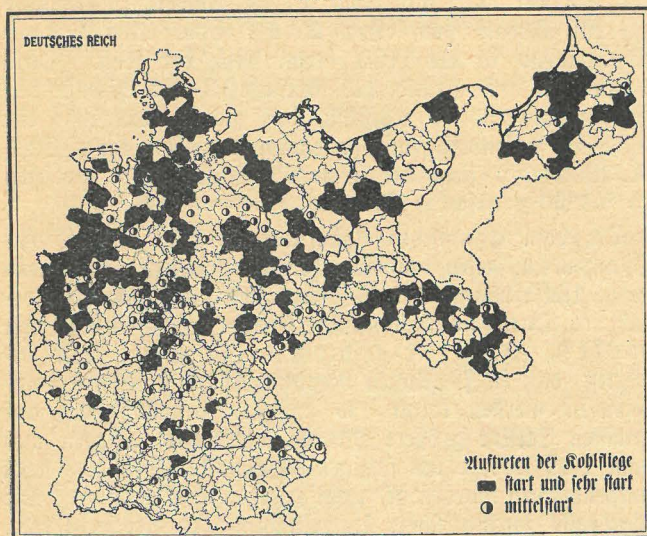 DEUTSCHES REICH
Auftreten der Kohlfliege
stark und sehr stark
mittelstark